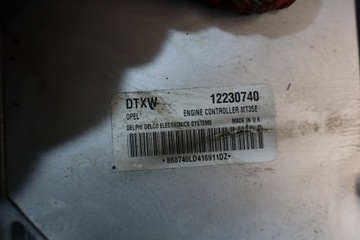 DTXW 12230740
OPEL ENGINE CONTROLLER MT35E
DELPHI DELCO ELECTRONICS SYSTEMS MADE IN U.K.
*860740LD416911DZ*